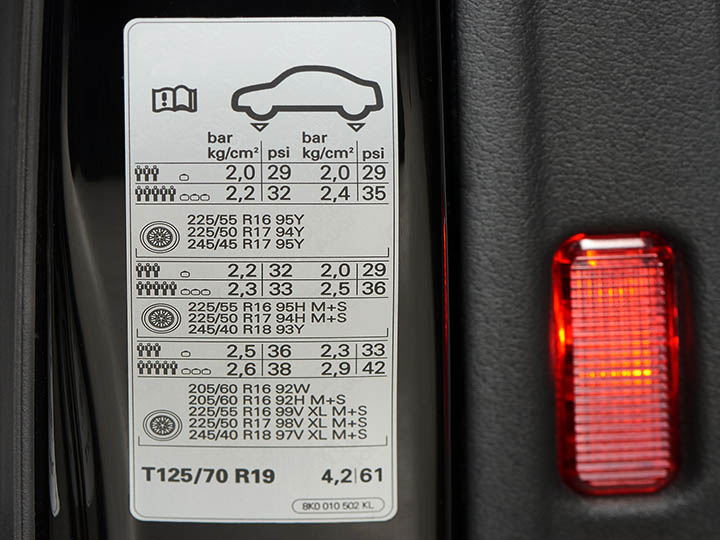 bar bar
kg/cm² psi kg/cm² psi
2,0 29 2,0 29
2,2 32 2,4 35
225/55 R16 95Y
225/50 R17 94Y
245/45 R17 95Y
2,2 32 2,0 29
2,3 33 2,5 36
225/55 R16 95H M+S
225/50 R17 94H M+S
245/40 R18 93Y
2,5 36 2,3 33
2,6 38 2,9 42
205/60 R16 92W
205/60 R16 92H M+S
225/55 R16 99V XL M+S
225/50 R17 98V XL M+S
245/40 R18 97V XL M+S
T125/70 R19 4,2 61
8K0 010 502 KL